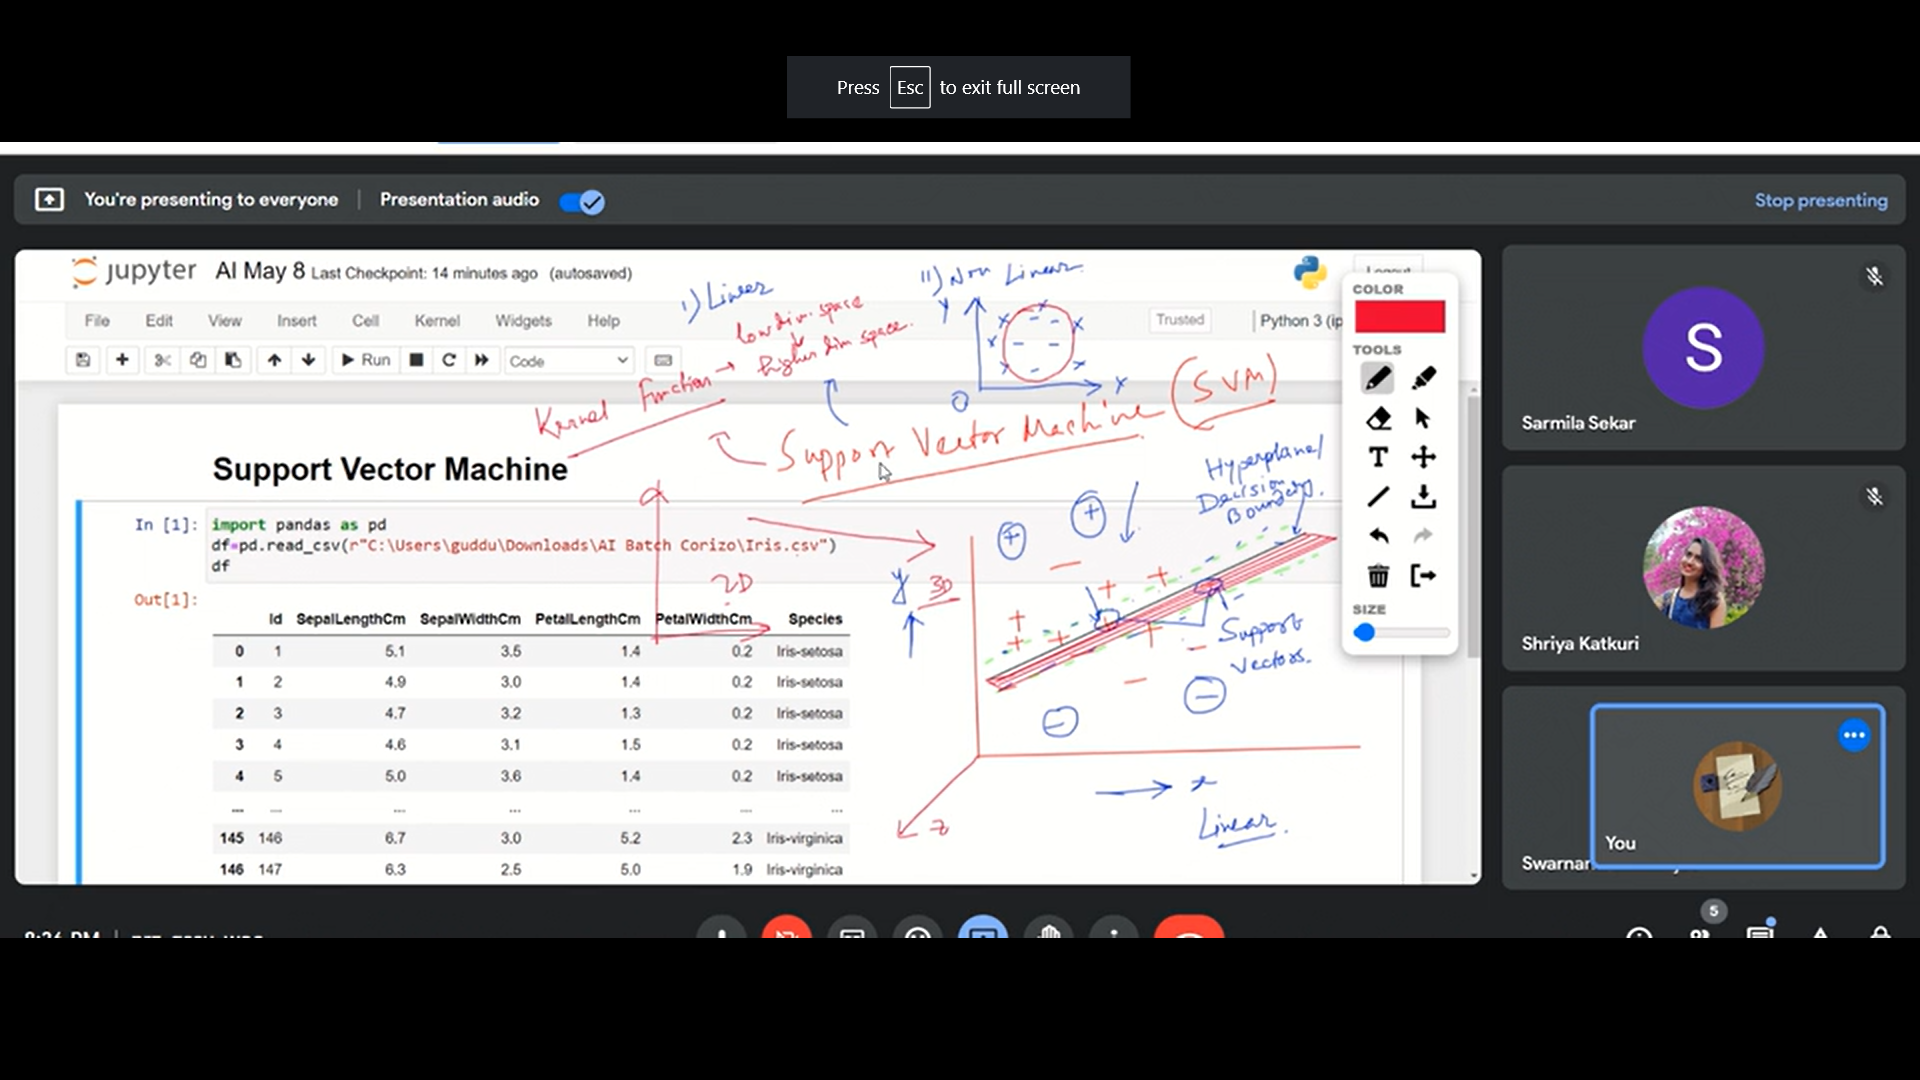 Press Esc to exit full screen
You're presenting to everyone
Presentation audio
Stop presenting
jupyter AI May 8 Last Checkpoint: 14 minutes ago (autosaved)
File Edit View Insert Cell Kernel Widgets Help
Trusted
Python 3 (ip
Run
Code
I) Linear
II) Non Linear
Low dim. space
higher dim space.
Kernel Function →
Y
X
O
Support Vector Machine (SVM)
Support Vector Machine
Hyperplane/
Decision
Boundary.
In [1]: import pandas as pd
df=pd.read_csv(r"C:\Users\guddu\Downloads\AI Batch Corizo\Iris.csv")
df
2D
3D
y
Out[1]:
Id SepalLengthCm SepalWidthCm PetalLengthCm PetalWidthCm Species
0 1 5.1 3.5 1.4 0.2 Iris-setosa
1 2 4.9 3.0 1.4 0.2 Iris-setosa
2 3 4.7 3.2 1.3 0.2 Iris-setosa
3 4 4.6 3.1 1.5 0.2 Iris-setosa
4 5 5.0 3.6 1.4 0.2 Iris-setosa
... ... ... ... ... ... ...
145 146 6.7 3.0 5.2 2.3 Iris-virginica
146 147 6.3 2.5 5.0 1.9 Iris-virginica
Support
Vectors.
x
z
Linear.
COLOR
TOOLS
T
SIZE
S
Sarmila Sekar
Shriya Katkuri
You
Swarnar
5